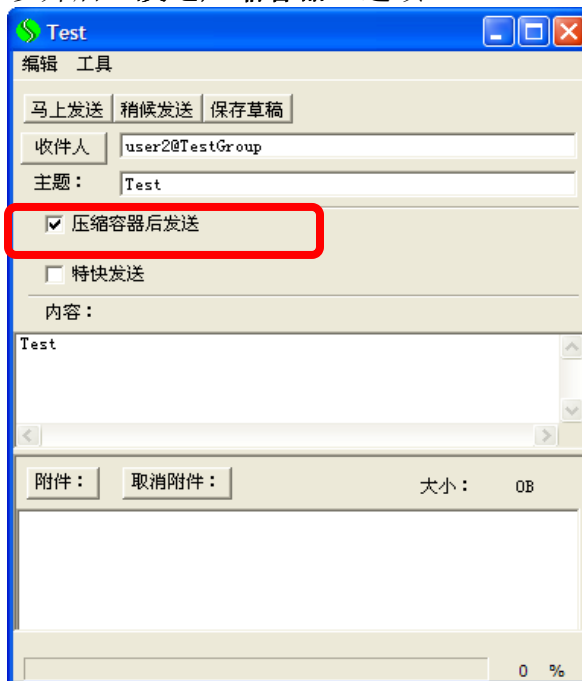 Test
编辑 工具
马上发送 稍候发送 保存草稿
收件人 user2@TestGroup
主题： Test
压缩容器后发送
特快发送
内容：
Test
附件： 取消附件： 大小： 0B
0 %